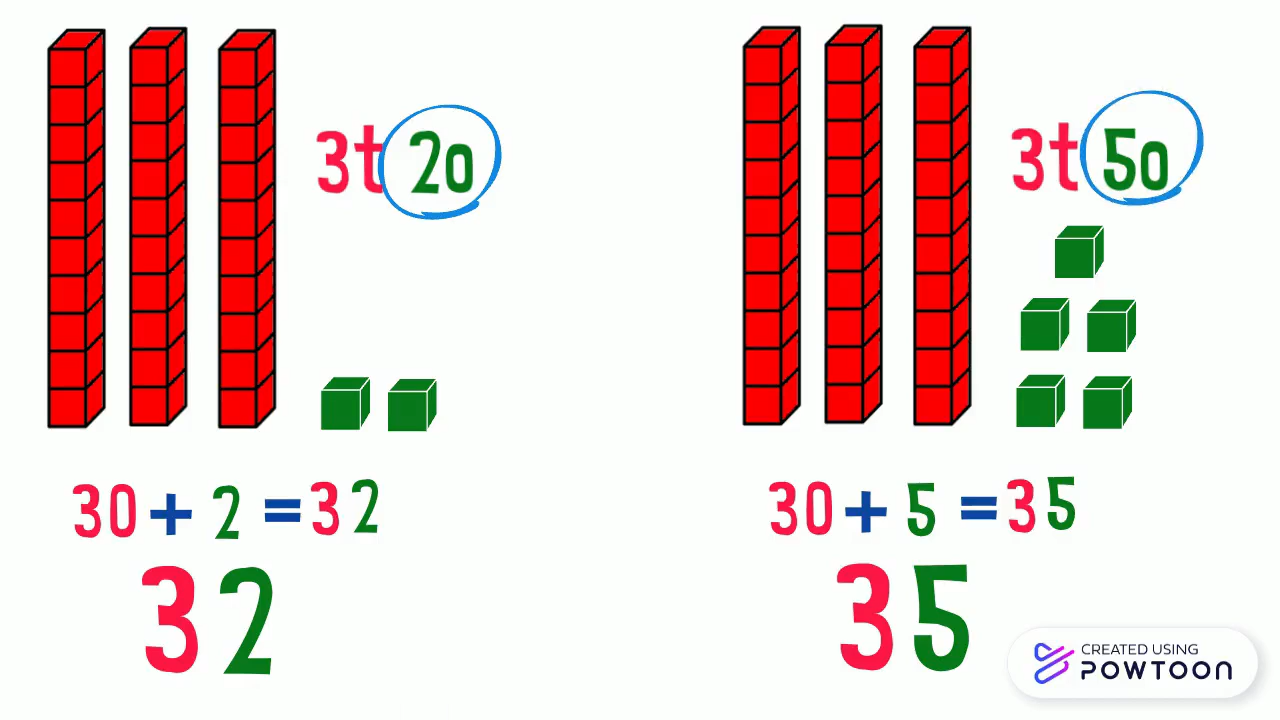 3t 2o
30 + 2 = 32
32
3t 5o
30 + 5 = 35
35
CREATED USING
POWTOON